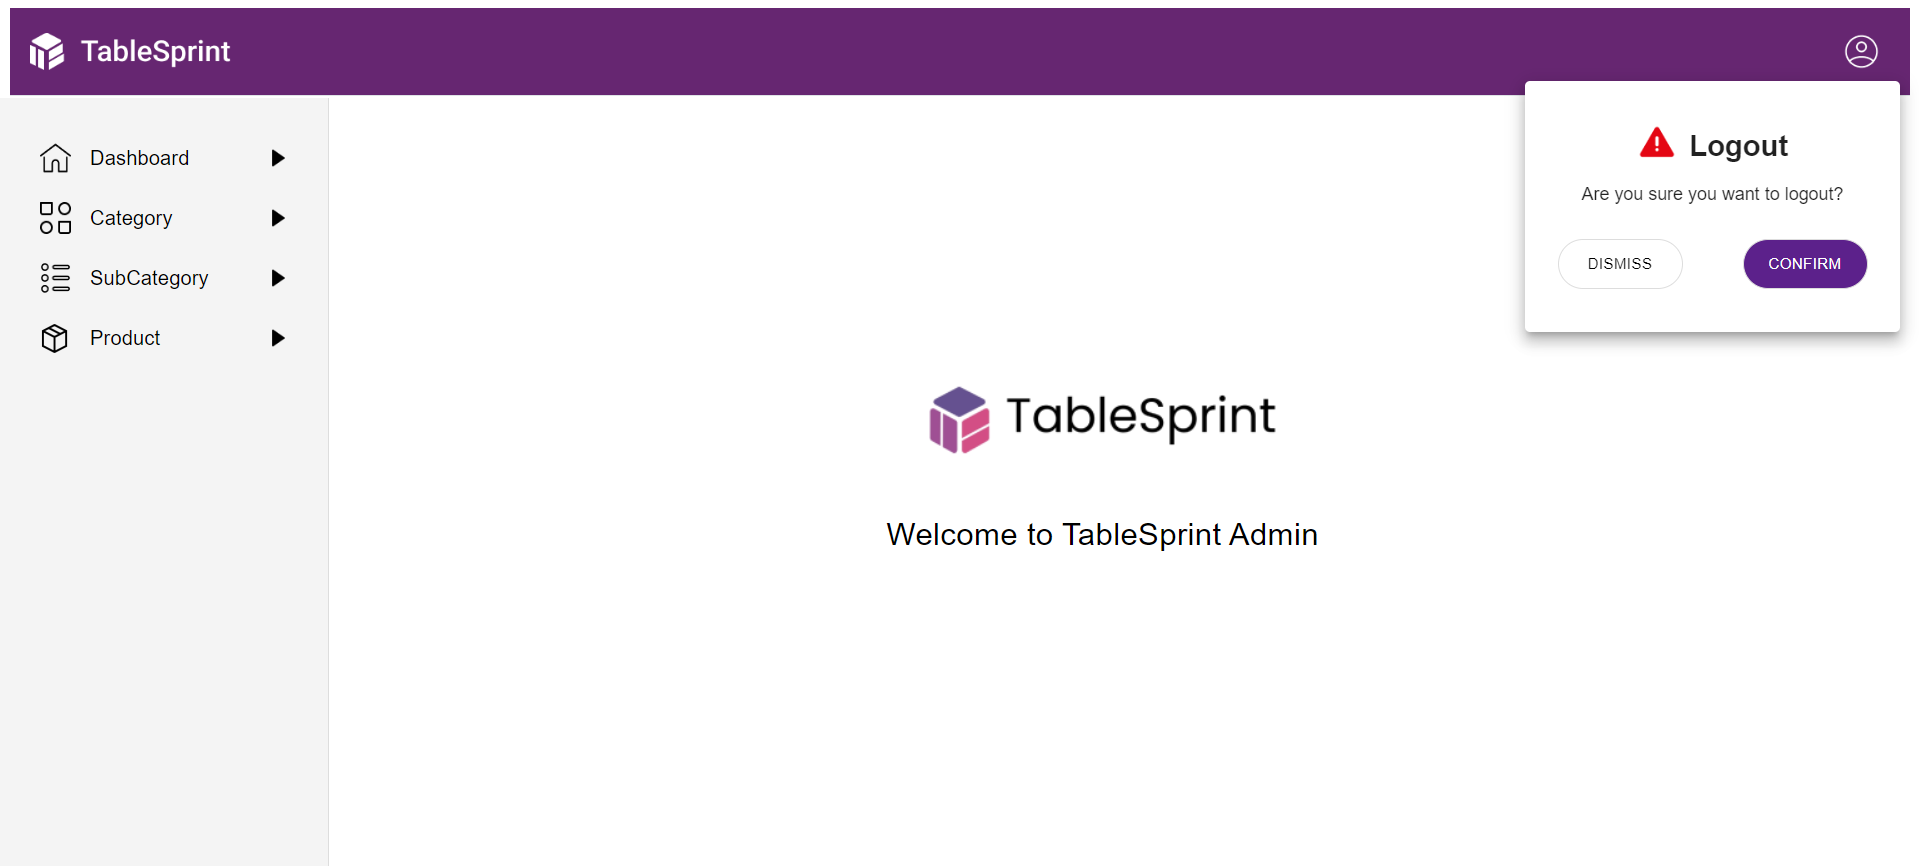 TableSprint
Dashboard
Category
SubCategory
Product
Logout
Are you sure you want to logout?
DISMISS
CONFIRM
TableSprint
Welcome to TableSprint Admin